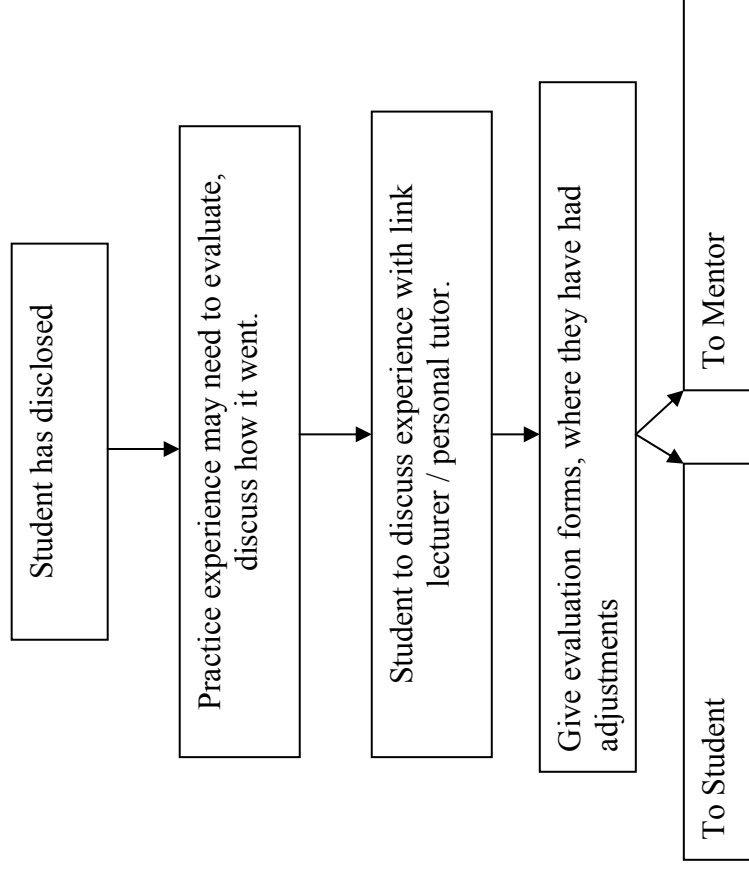 Student has disclosed
Practice experience may need to evaluate,
discuss how it went.
Student to discuss experience with link
lecturer / personal tutor.
Give evaluation forms, where they have had
adjustments
To Student
To Mentor